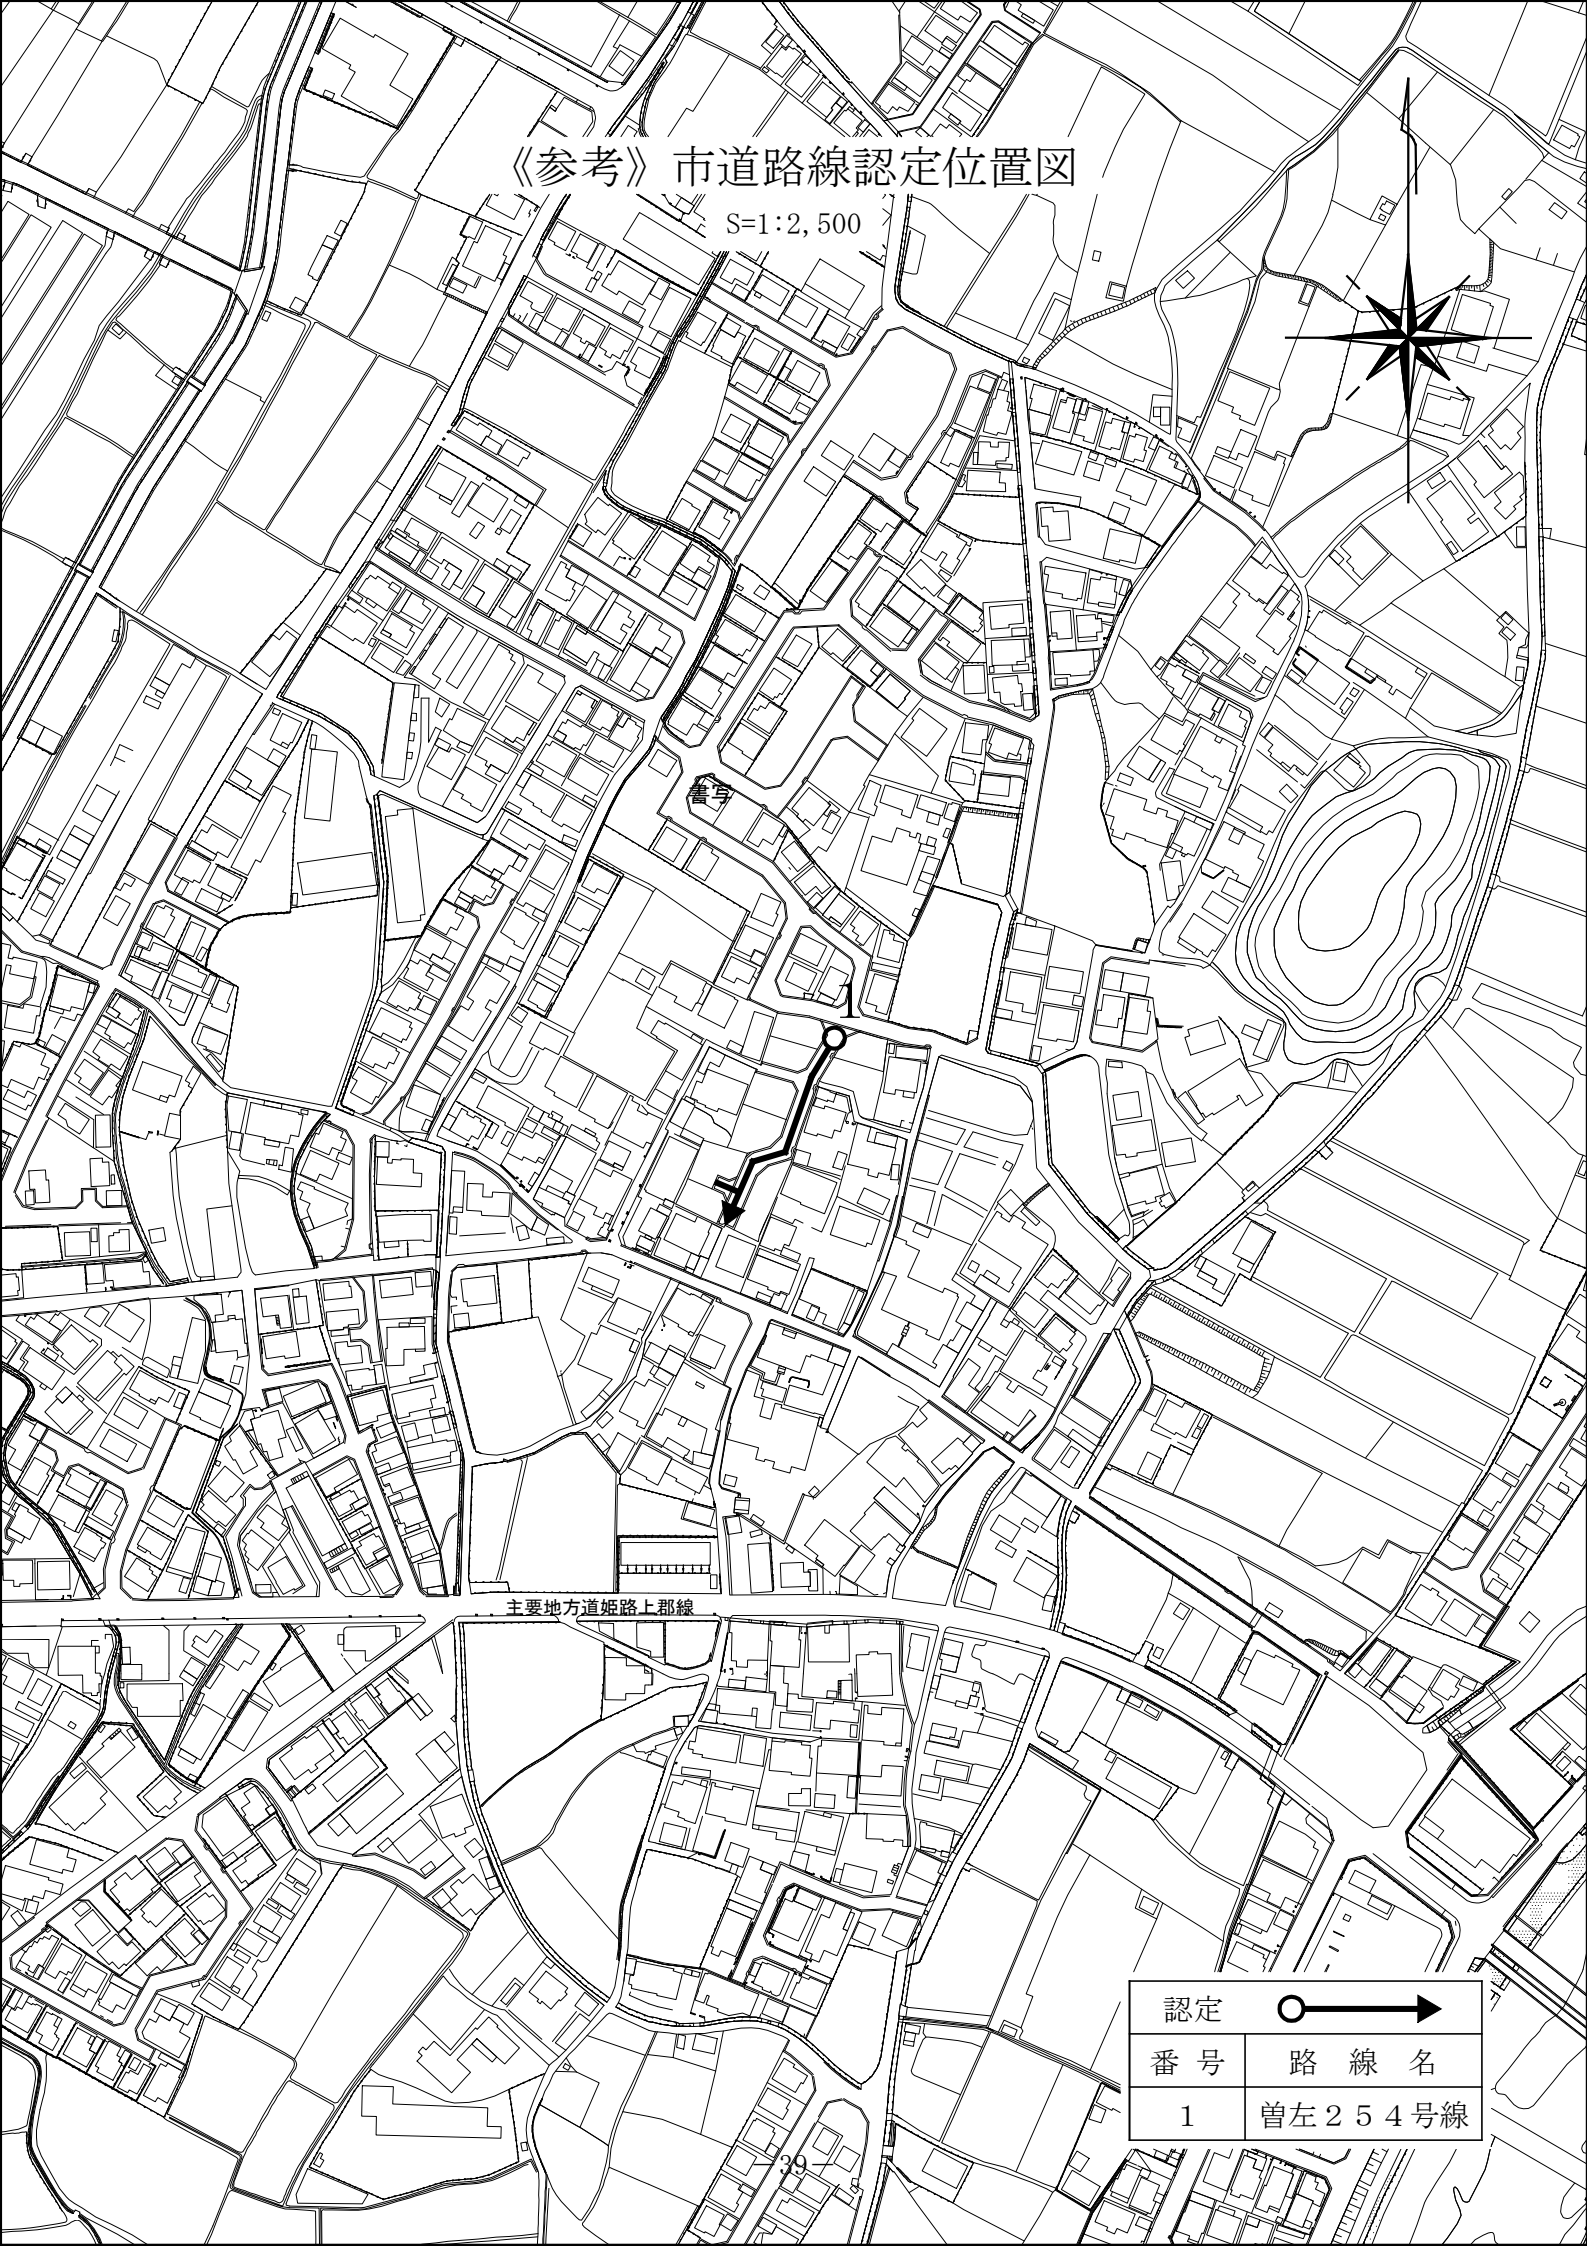 《参考》市道路線認定位置図
S=1:2,500
書写
1
主要地方道姫路上郡線
認定
番号 路線名
1 曽左254号線
－39－